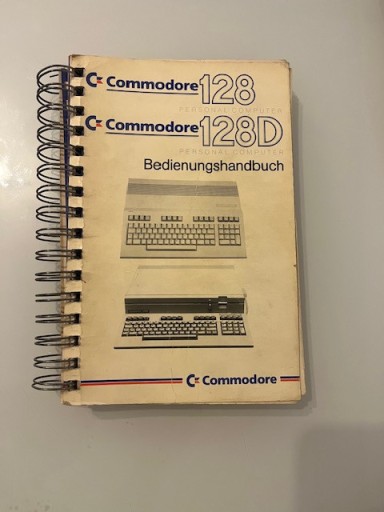 Commodore 128
PERSONAL COMPUTER
Commodore 128D
PERSONAL COMPUTER
Bedienungshandbuch
Commodore